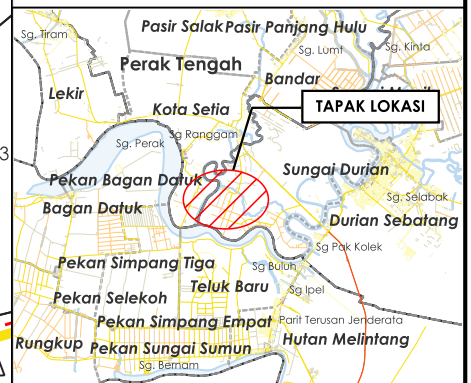 Pasir Salak
Pasir Panjang Hulu
Sg. Tiram
Sg. Lumt
Sg. Kinta
Perak Tengah
Bandar
Lekir
Kota Setia
TAPAK LOKASI
Sg Ranggam
Sg. Perak
3
Sungai Durian
Pekan Bagan Datuk
Sg. Selabak
Bagan Datuk
Durian Sebatang
Sg Pak Kolek
Pekan Simpang Tiga
Sg Buluh
Teluk Baru
Sg Ipel
Pekan Selekoh
Pekan Simpang Empat
Parit Terusan Jenderata
Hutan Melintang
Rungkup
Pekan Sungai Sumun
Sg. Bernam